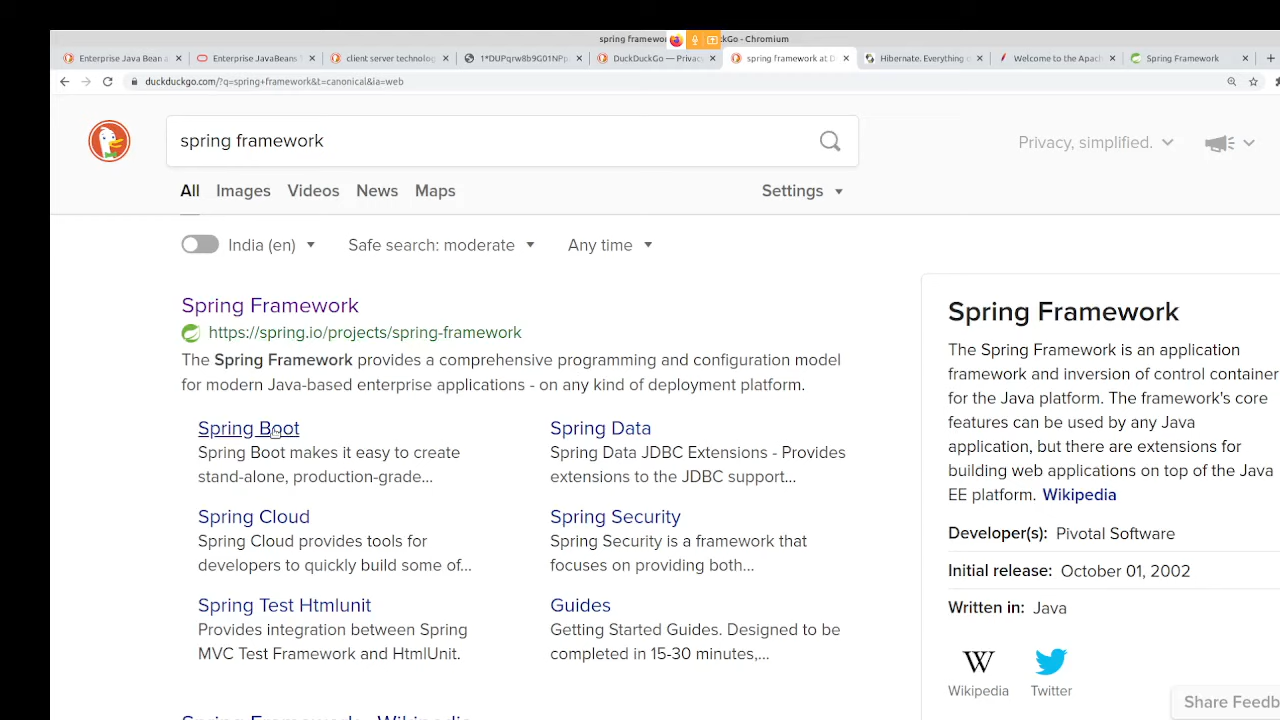 spring framewo
ckGo - Chromium
Enterprise Java Bean a
Enterprise JavaBeans
client server technolog
1*DUPqrw8b9G01NPp
DuckDuckGo — Privac
spring framework at D
Hibernate. Everything
Welcome to the Apac
Spring Framework
duckduckgo.com/?q=spring+framework&t=canonical&ia=web
spring framework
Privacy, simplified.
All
Images
Videos
News
Maps
Settings
India (en)
Safe search: moderate
Any time
Spring Framework
https://spring.io/projects/spring-framework
The Spring Framework provides a comprehensive programming and configuration model
for modern Java-based enterprise applications - on any kind of deployment platform.
Spring Boot
Spring Boot makes it easy to create
stand-alone, production-grade...
Spring Data
Spring Data JDBC Extensions - Provides
extensions to the JDBC support...
Spring Cloud
Spring Cloud provides tools for
developers to quickly build some of...
Spring Security
Spring Security is a framework that
focuses on providing both...
Spring Test Htmlunit
Provides integration between Spring
MVC Test Framework and HtmlUnit.
Guides
Getting Started Guides. Designed to be
completed in 15-30 minutes,...
Spring Framework - Wikipedia
Spring Framework
The Spring Framework is an application
framework and inversion of control container
for the Java platform. The framework's core
features can be used by any Java
application, but there are extensions for
building web applications on top of the Java
EE platform. Wikipedia
Developer(s): Pivotal Software
Initial release: October 01, 2002
Written in: Java
W
Wikipedia
Twitter
Share Feedb